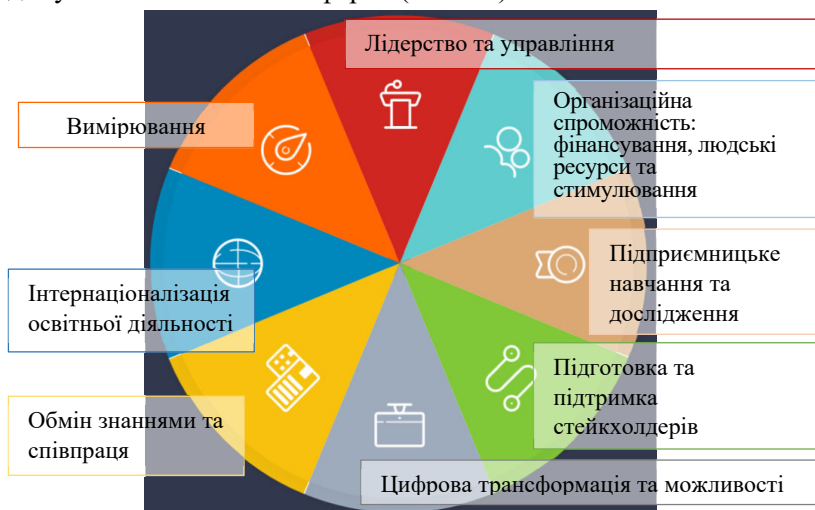 Лідерство та управління
Організаційна
спроможність:
фінансування, людські
ресурси та
стимулювання
Підприємницьке
навчання та
дослідження
Підготовка та
підтримка
стейкхолдерів
Цифрова трансформація та можливості
Обмін знаннями та
співпраця
Інтернаціоналізація
освітньої діяльності
Вимірювання